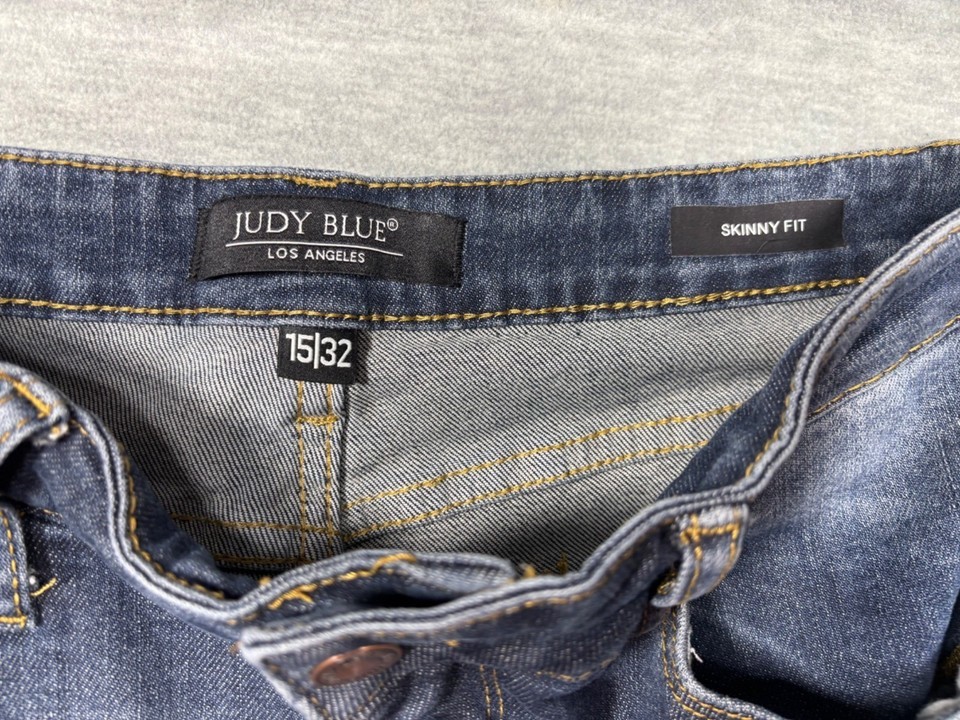 JUDY BLUE®
LOS ANGELES
SKINNY FIT
15|32